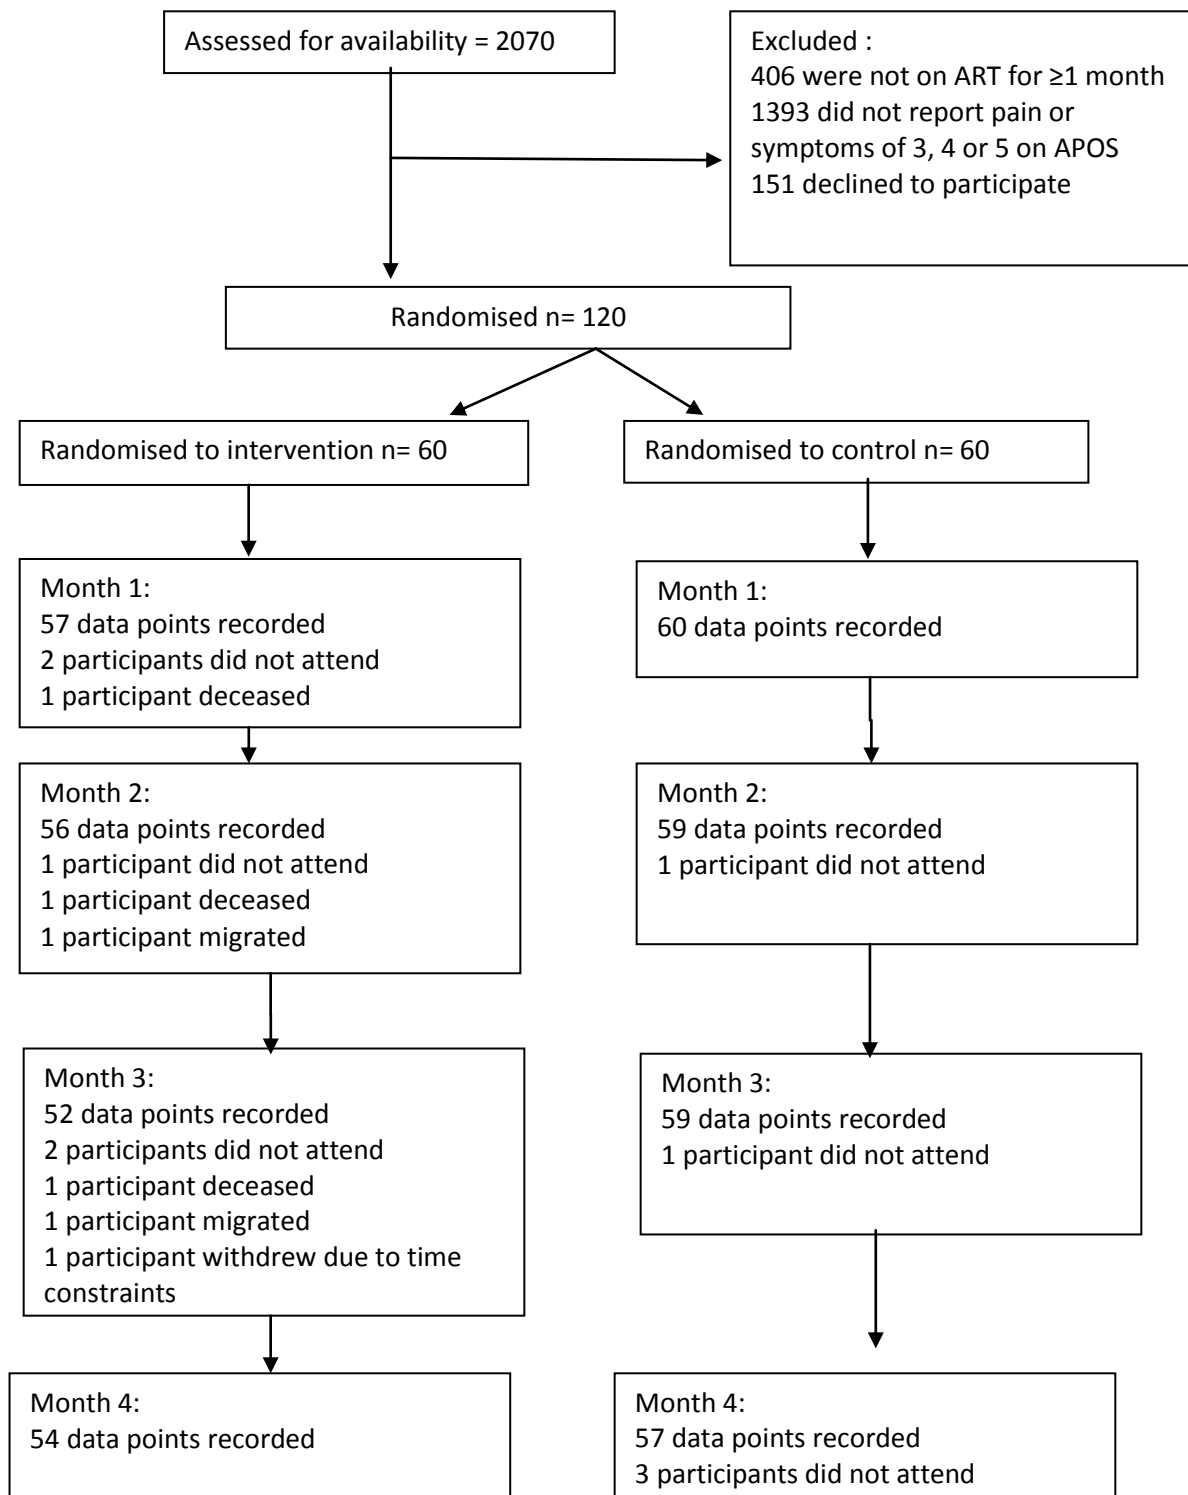 Assessed for availability = 2070
Excluded :
406 were not on ART for ≥1 month
1393 did not report pain or
symptoms of 3, 4 or 5 on APOS
151 declined to participate
Randomised n= 120
Randomised to intervention n= 60
Randomised to control n= 60
Month 1:
57 data points recorded
2 participants did not attend
1 participant deceased
Month 1:
60 data points recorded
Month 2:
56 data points recorded
1 participant did not attend
1 participant deceased
1 participant migrated
Month 2:
59 data points recorded
1 participant did not attend
Month 3:
52 data points recorded
2 participants did not attend
1 participant deceased
1 participant migrated
1 participant withdrew due to time
constraints
Month 3:
59 data points recorded
1 participant did not attend
Month 4:
54 data points recorded
Month 4:
57 data points recorded
3 participants did not attend